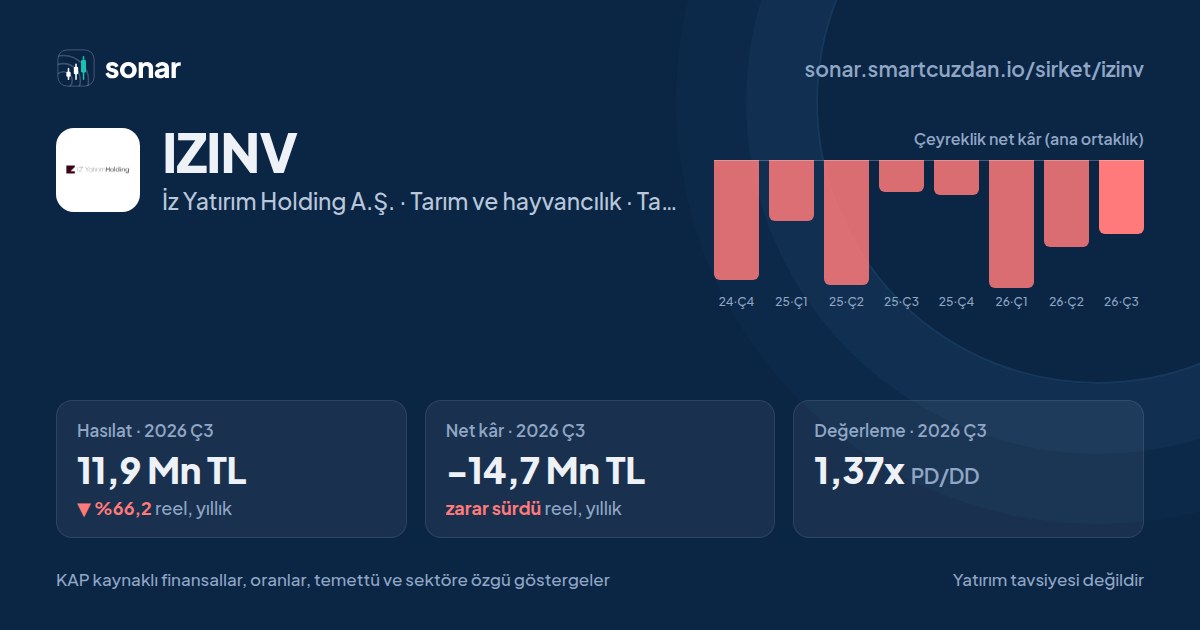 sonar
sonar.smartcuzdan.io/sirket/izinv
IZ Yatırım Holding
IZINV
İz Yatırım Holding A.Ş. · Tarım ve hayvancılık · Ta...
Çeyreklik net kâr (ana ortaklık)
24·Ç4 25·Ç1 25·Ç2 25·Ç3 25·Ç4 26·Ç1 26·Ç2 26·Ç3
Hasılat · 2026 Ç3
11,9 Mn TL
▼ %66,2 reel, yıllık
Net kâr · 2026 Ç3
−14,7 Mn TL
zarar sürdü reel, yıllık
Değerleme · 2026 Ç3
1,37x PD/DD
KAP kaynaklı finansallar, oranlar, temettü ve sektöre özgü göstergeler
Yatırım tavsiyesi değildir